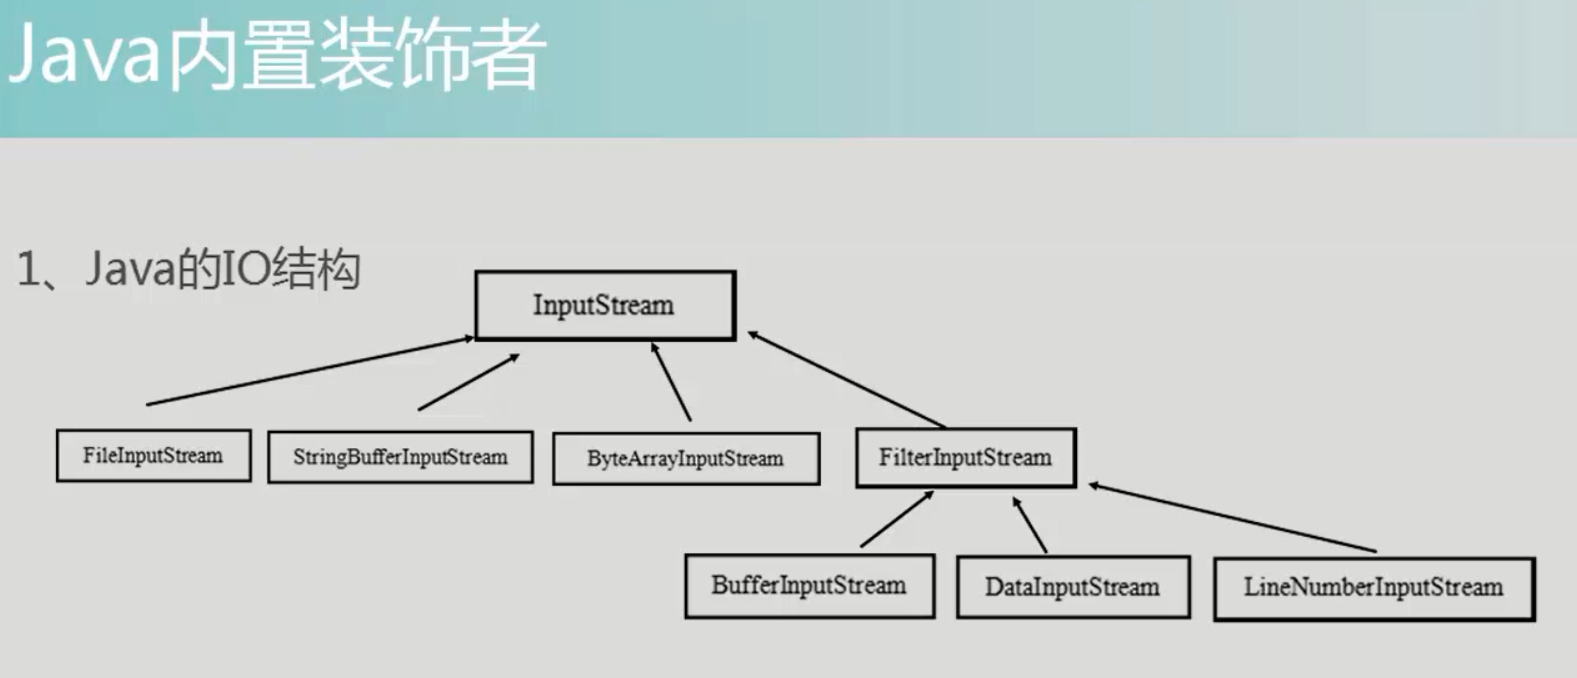 Java内置装饰者
1、Java的IO结构
InputStream
FileInputStream
StringBufferInputStream
ByteArrayInputStream
FilterInputStream
BufferInputStream
DataInputStream
LineNumberInputStream